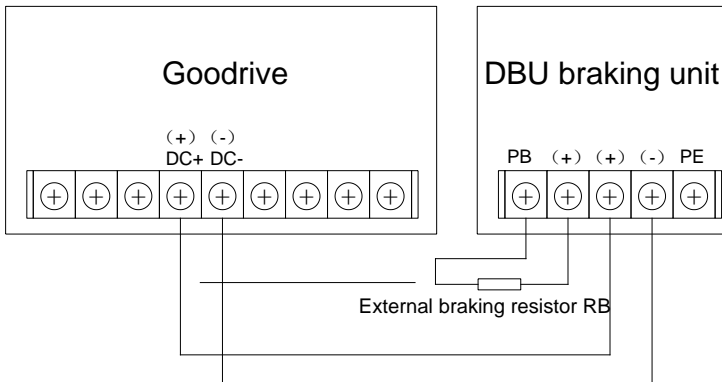 Goodrive
DBU braking unit
(+) (-)
DC+ DC-
PB (+) (+) (-) PE
External braking resistor RB